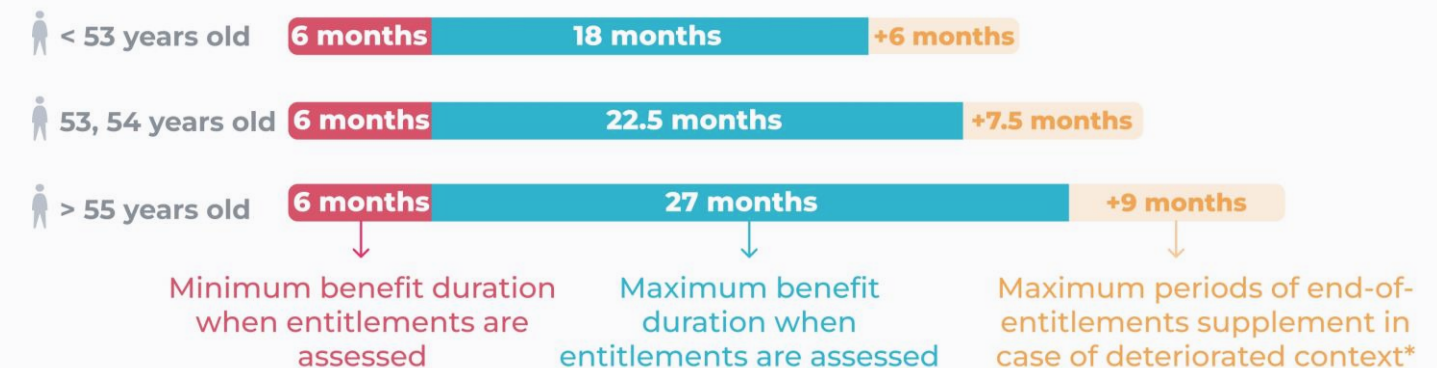 < 53 years old 6 months 18 months +6 months
53, 54 years old 6 months 22.5 months +7.5 months
> 55 years old 6 months 27 months +9 months
Minimum benefit duration
when entitlements are
assessed
Maximum benefit
duration when
entitlements are assessed
Maximum periods of end-of-
entitlements supplement in
case of deteriorated context*